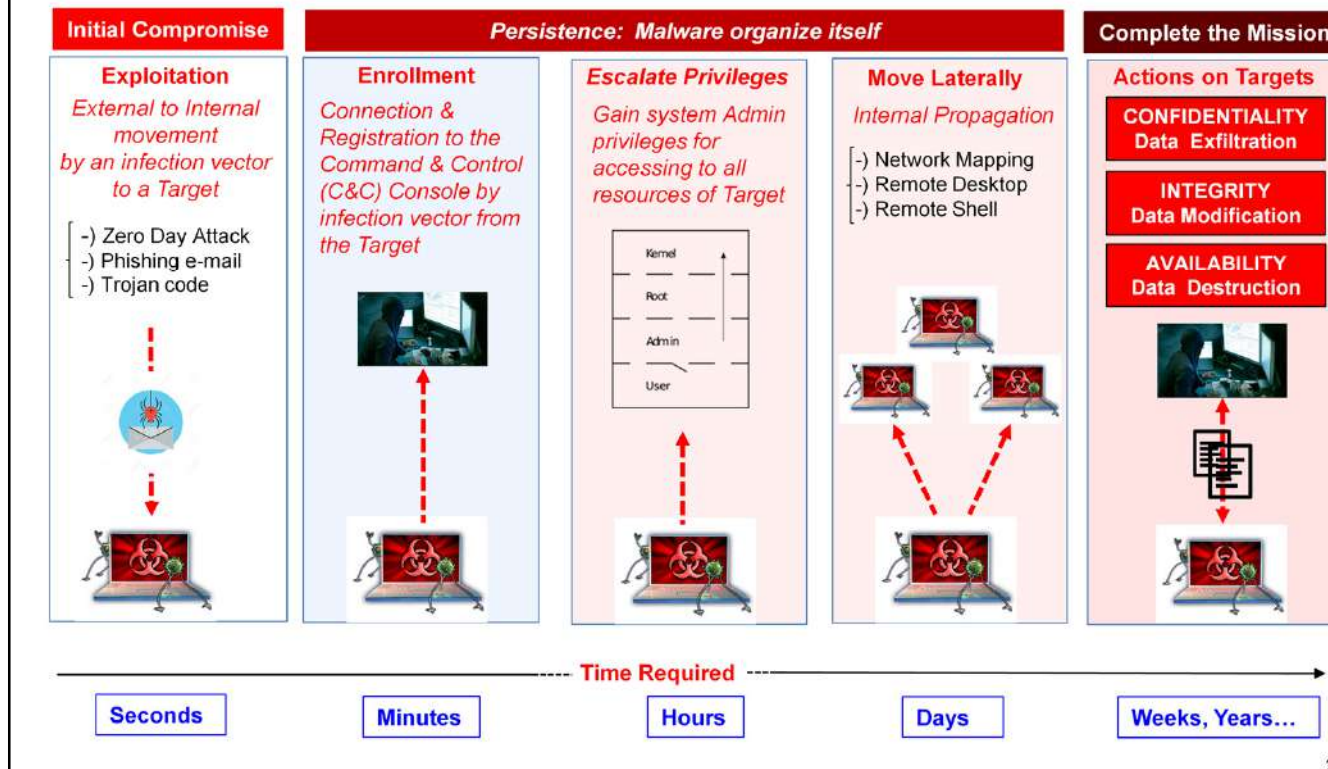 Initial Compromise
Persistence: Malware organize itself
Complete the Mission
Exploitation
External to Internal
movement
by an infection vector
to a Target
-) Zero Day Attack
-) Phishing e-mail
-) Trojan code
Enrollment
Connection &
Registration to the
Command & Control
(C&C) Console by
infection vector from
the Target
Escalate Privileges
Gain system Admin
privileges for
accessing to all
resources of Target
Kernel
Root
Admin
User
Move Laterally
Internal Propagation
-) Network Mapping
-) Remote Desktop
-) Remote Shell
Actions on Targets
CONFIDENTIALITY
Data Exfiltration
INTEGRITY
Data Modification
AVAILABILITY
Data Destruction
Time Required
Seconds
Minutes
Hours
Days
Weeks, Years...